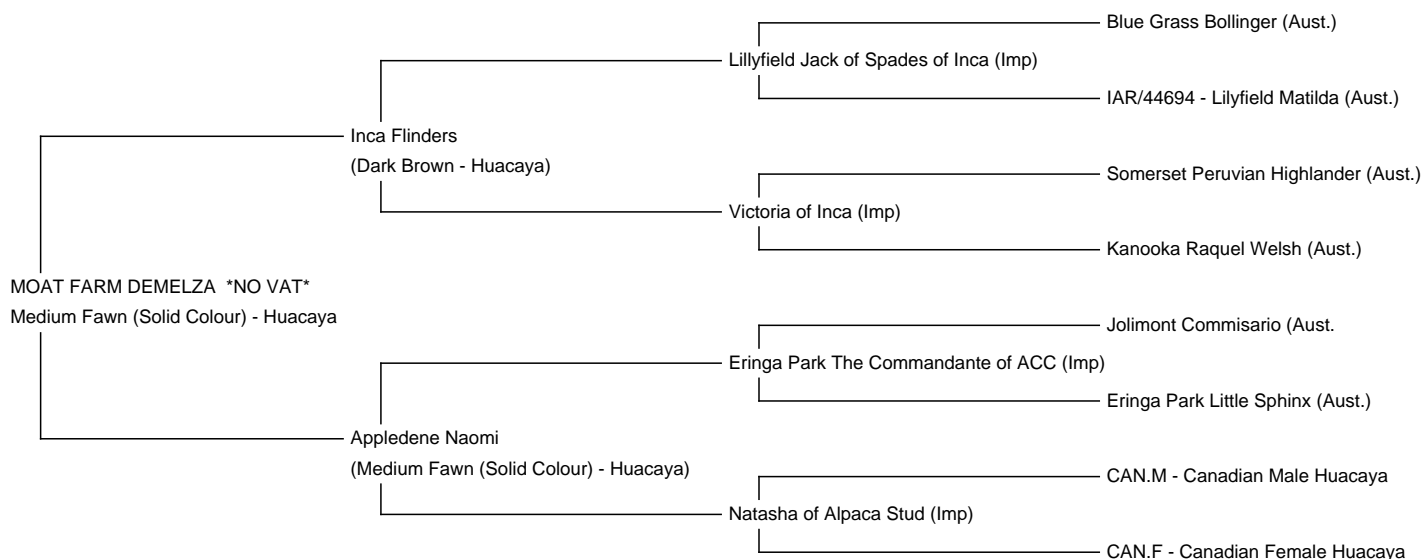 Blue Grass Bollinger (Aust.)
Lillyfield Jack of Spades of Inca (Imp)
IAR/44694 - Lilyfield Matilda (Aust.)
Inca Flinders
(Dark Brown - Huacaya)
Somerset Peruvian Highlander (Aust.)
Victoria of Inca (Imp)
Kanooka Raquel Welsh (Aust.)
MOAT FARM DEMELZA  *NO VAT*
Medium Fawn (Solid Colour) - Huacaya
Jolimont Commisario (Aust.
Eringa Park The Commandante of ACC (Imp)
Eringa Park Little Sphinx (Aust.)
Appledene Naomi
(Medium Fawn (Solid Colour) - Huacaya)
CAN.M - Canadian Male Huacaya
Natasha of Alpaca Stud (Imp)
CAN.F - Canadian Female Huacaya